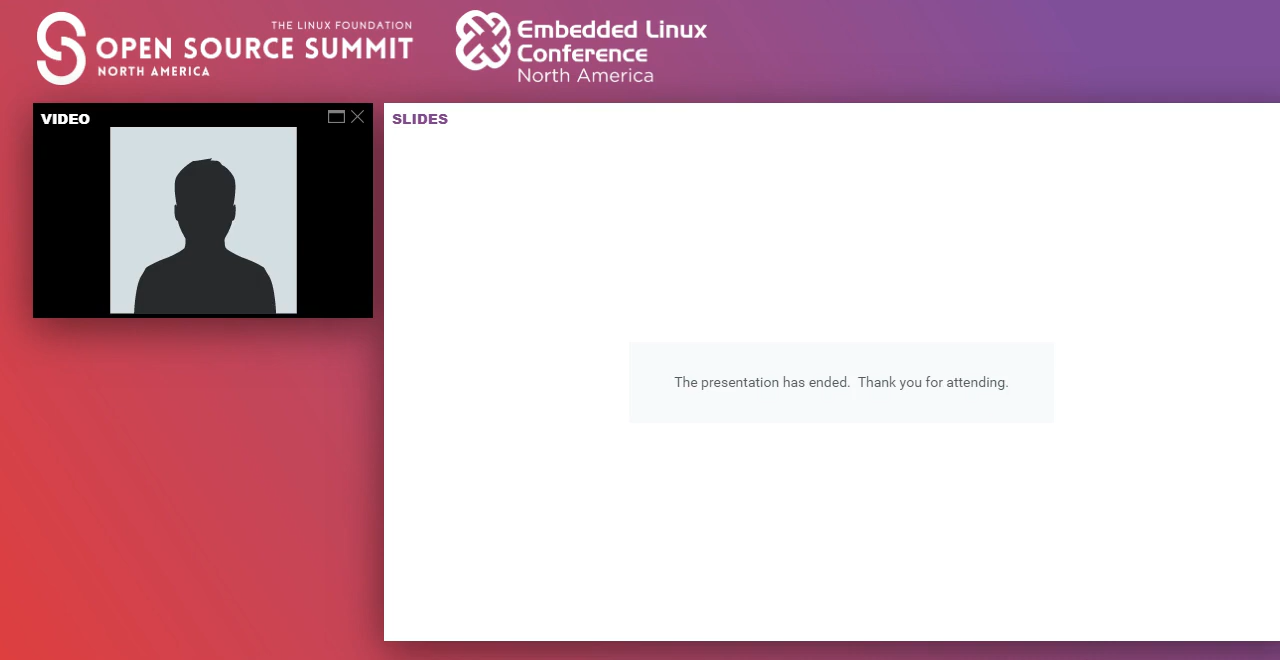 THE LINUX FOUNDATION
OPEN SOURCE SUMMIT
NORTH AMERICA
Embedded Linux
Conference
North America
VIDEO
SLIDES
The presentation has ended.  Thank you for attending.